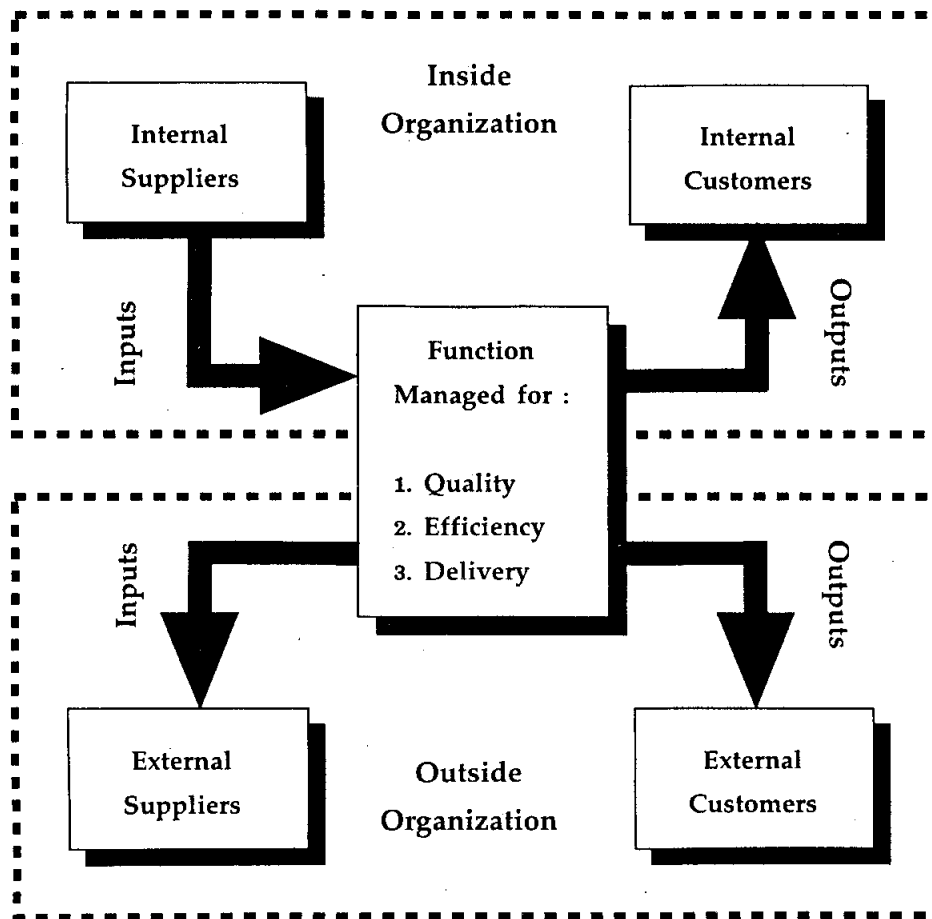 Inside
Organization
Internal
Suppliers
Internal
Customers
Inputs
Outputs
Function
Managed for :
1. Quality
2. Efficiency
3. Delivery
Inputs
Outputs
External
Suppliers
Outside
Organization
External
Customers